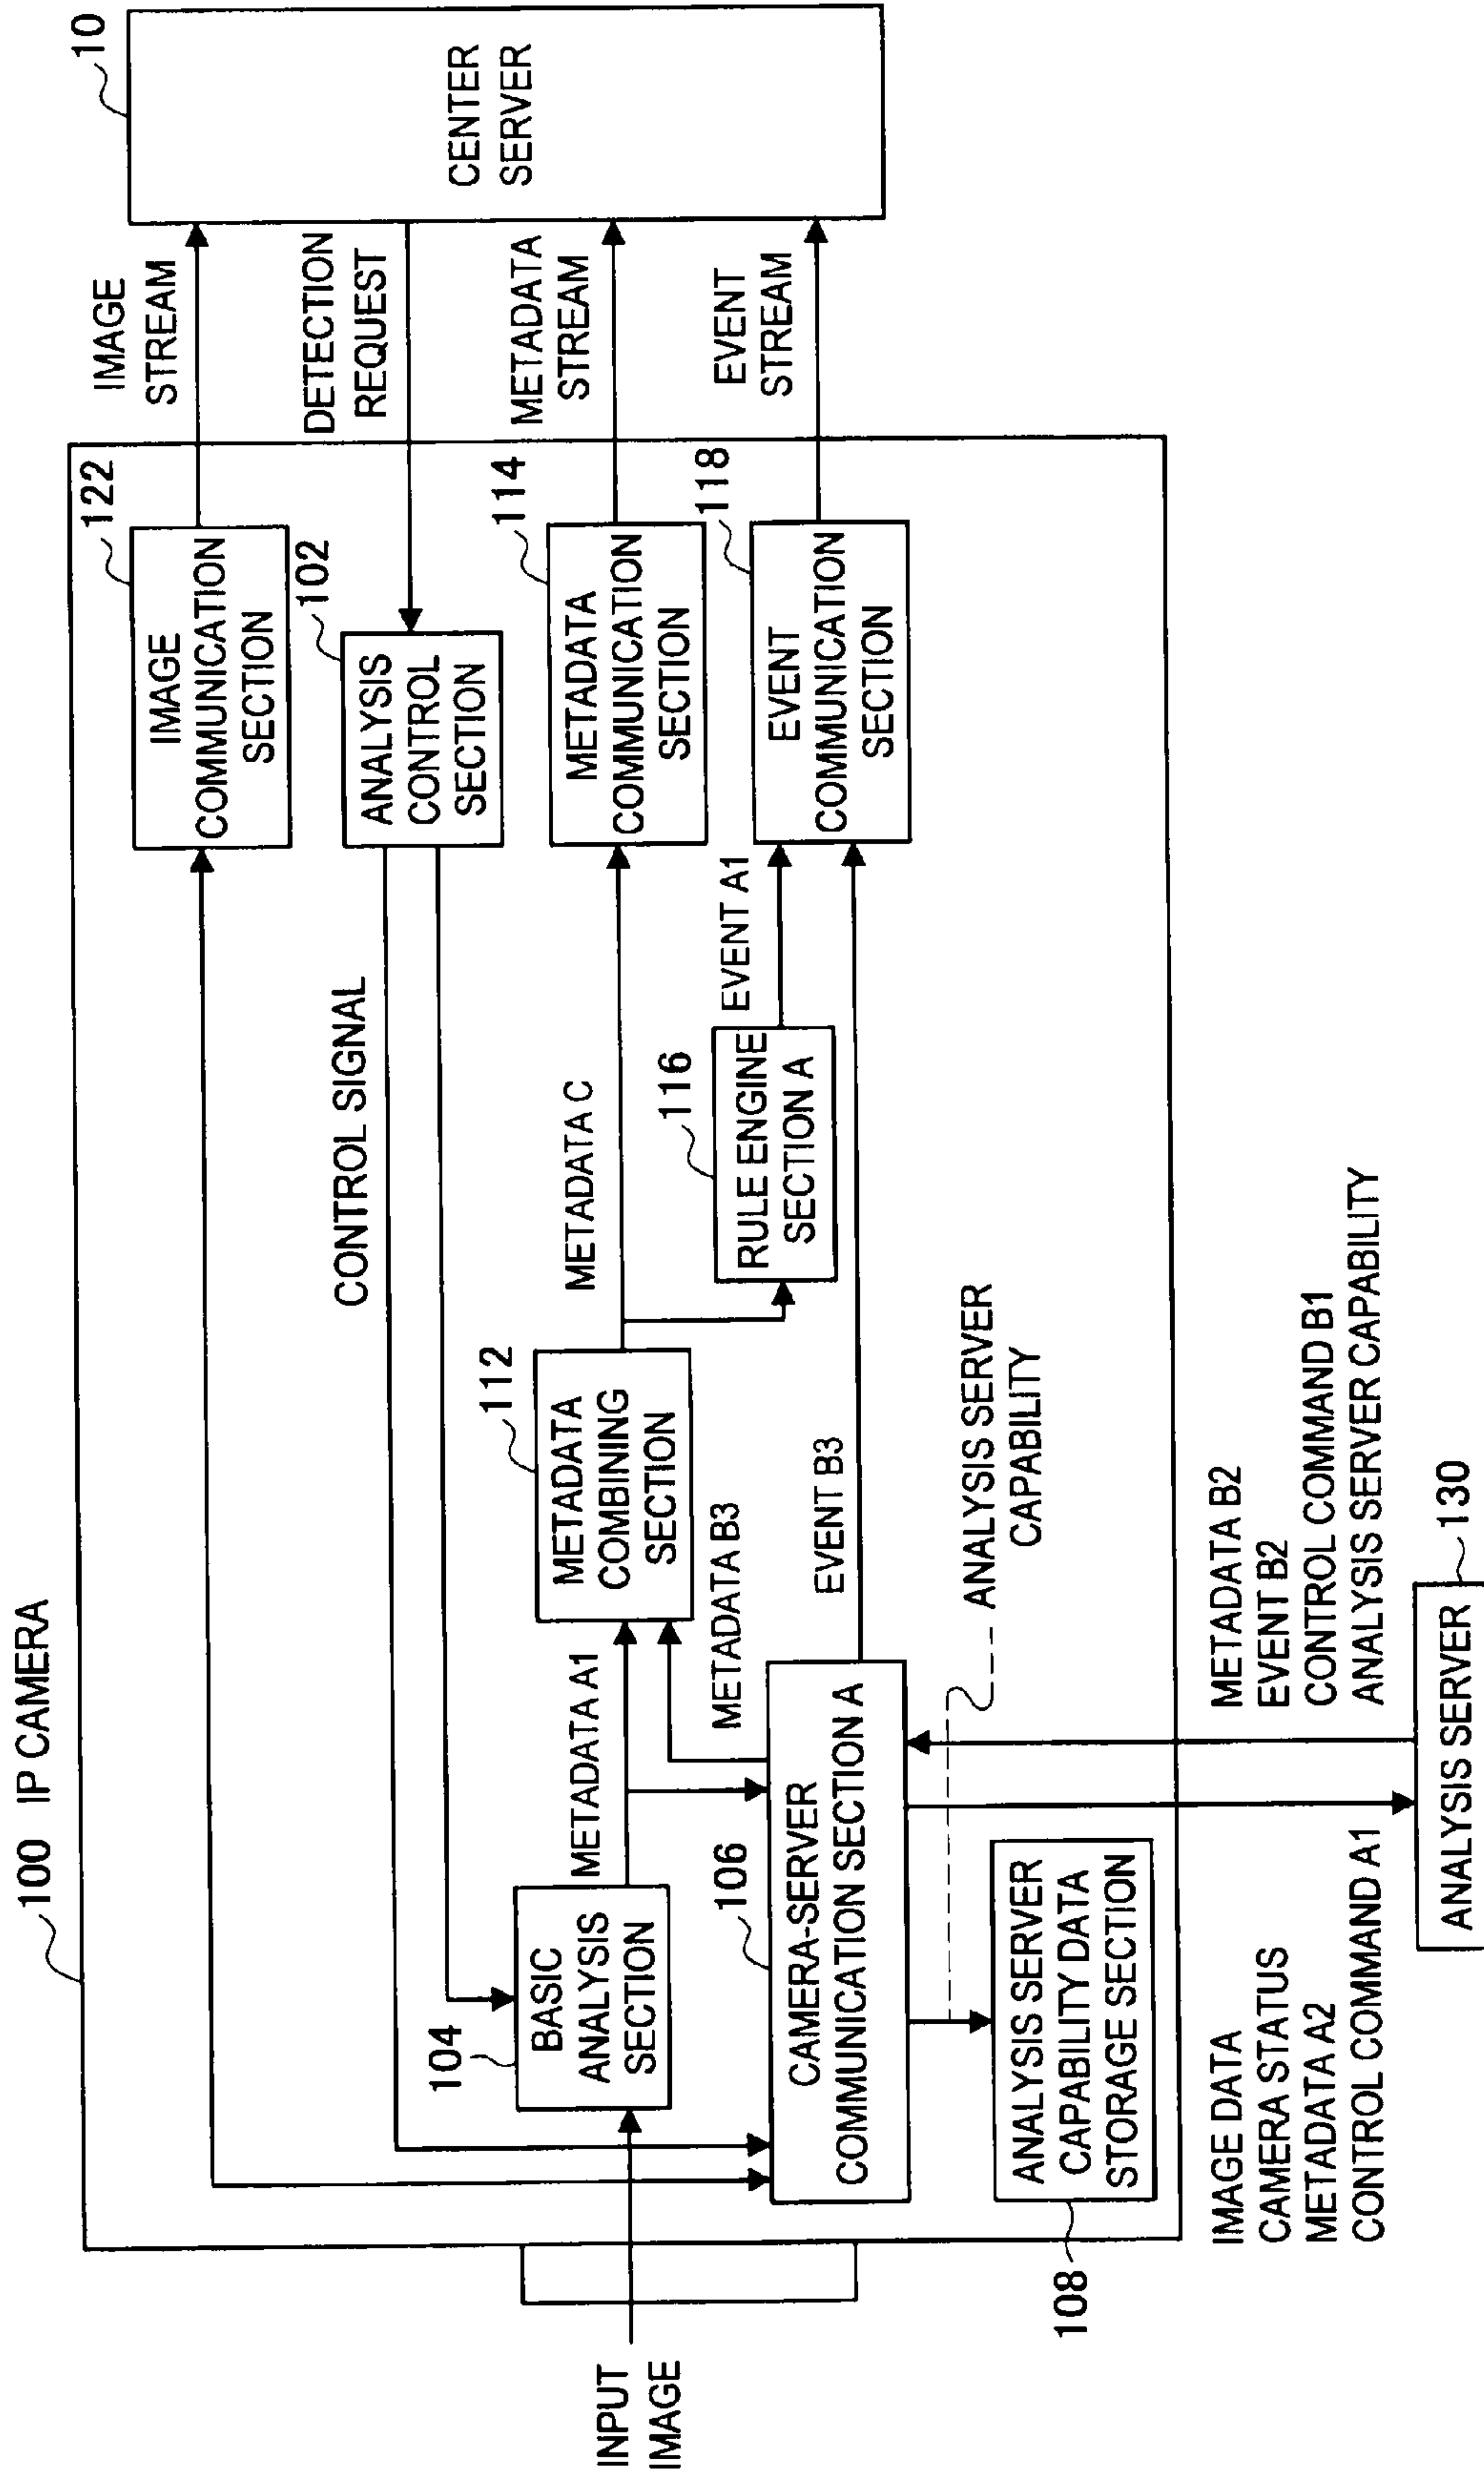 100 IP CAMERA
10
CENTER
SERVER
IMAGE
STREAM
DETECTION
REQUEST
METADATA
STREAM
EVENT
STREAM
122
IMAGE
COMMUNICATION
SECTION
102
ANALYSIS
CONTROL
SECTION
114
METADATA
COMMUNICATION
SECTION
118
EVENT
COMMUNICATION
SECTION
CONTROL SIGNAL
METADATA C
EVENT A1
116
RULE ENGINE
SECTION A
112
METADATA
COMBINING
SECTION
METADATA A1
METADATA B3
EVENT B3
104
BASIC
ANALYSIS
SECTION
INPUT
IMAGE
106
CAMERA-SERVER
COMMUNICATION SECTION A
ANALYSIS SERVER
CAPABILITY
108
ANALYSIS SERVER
CAPABILITY DATA
STORAGE SECTION
IMAGE DATA
CAMERA STATUS
METADATA A2
CONTROL COMMAND A1
METADATA B2
EVENT B2
CONTROL COMMAND B1
ANALYSIS SERVER CAPABILITY
ANALYSIS SERVER
130